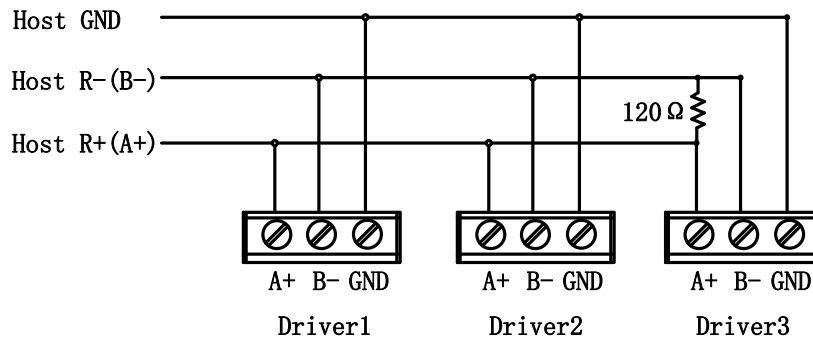 Host GND
Host R-(B-)
120Ω
Host R+(A+)
A+ B- GND
A+ B- GND
A+ B- GND
Driver1
Driver2
Driver3